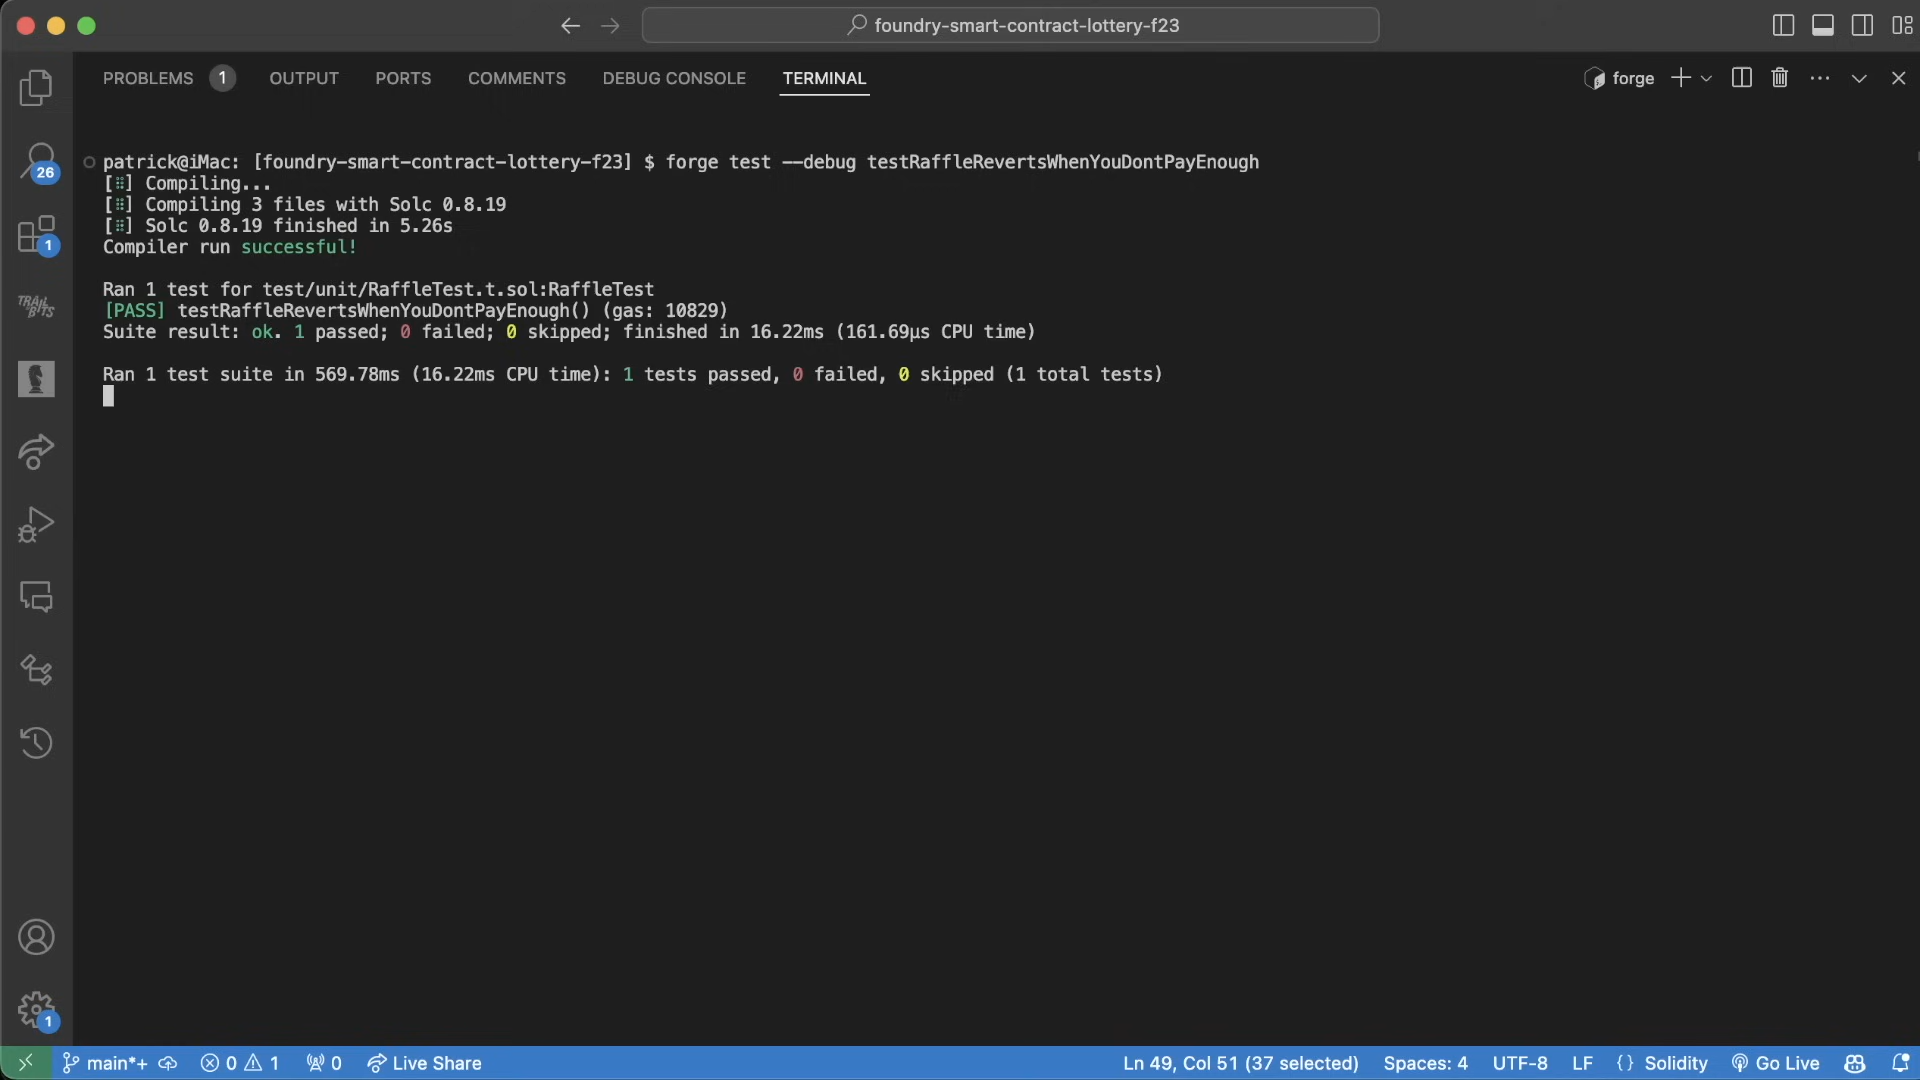 foundry-smart-contract-lottery-f23
PROBLEMS 1 OUTPUT PORTS COMMENTS DEBUG CONSOLE TERMINAL forge
patrick@iMac: [foundry-smart-contract-lottery-f23] $ forge test --debug testRaffleRevertsWhenYouDontPayEnough
[⠿] Compiling...
[⠿] Compiling 3 files with Solc 0.8.19
[⠿] Solc 0.8.19 finished in 5.26s
Compiler run successful!
Ran 1 test for test/unit/RaffleTest.t.sol:RaffleTest
[PASS] testRaffleRevertsWhenYouDontPayEnough() (gas: 10829)
Suite result: ok. 1 passed; 0 failed; 0 skipped; finished in 16.22ms (161.69µs CPU time)
Ran 1 test suite in 569.78ms (16.22ms CPU time): 1 tests passed, 0 failed, 0 skipped (1 total tests)
26
1
TRAIL BITS
1
main*+ 0 1 0 Live Share Ln 49, Col 51 (37 selected) Spaces: 4 UTF-8 LF {} Solidity Go Live